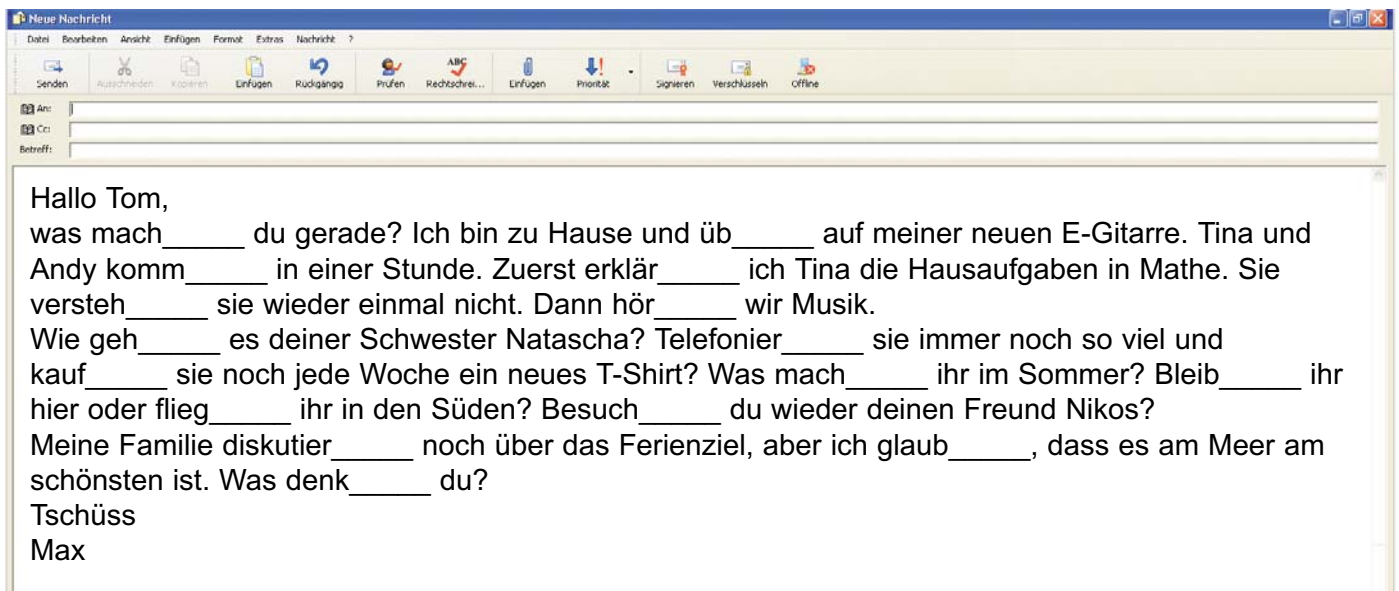 Neue Nachricht
Datei Bearbeiten Ansicht Einfügen Format Extras Nachricht ?
Senden Ausschneiden Kopieren Einfügen Rückgängig Prüfen Rechtschrei... Einfügen Priorität Signieren Verschlüsseln Offline
An:
Cc:
Betreff:
Hallo Tom,
was mach_____ du gerade? Ich bin zu Hause und üb_____ auf meiner neuen E-Gitarre. Tina und
Andy komm_____ in einer Stunde. Zuerst erklär_____ ich Tina die Hausaufgaben in Mathe. Sie
versteh_____ sie wieder einmal nicht. Dann hör_____ wir Musik.
Wie geh_____ es deiner Schwester Natascha? Telefonier_____ sie immer noch so viel und
kauf_____ sie noch jede Woche ein neues T-Shirt? Was mach_____ ihr im Sommer? Bleib_____ ihr
hier oder flieg_____ ihr in den Süden? Besuch_____ du wieder deinen Freund Nikos?
Meine Familie diskutier_____ noch über das Ferienziel, aber ich glaub_____, dass es am Meer am
schönsten ist. Was denk_____ du?
Tschüss
Max